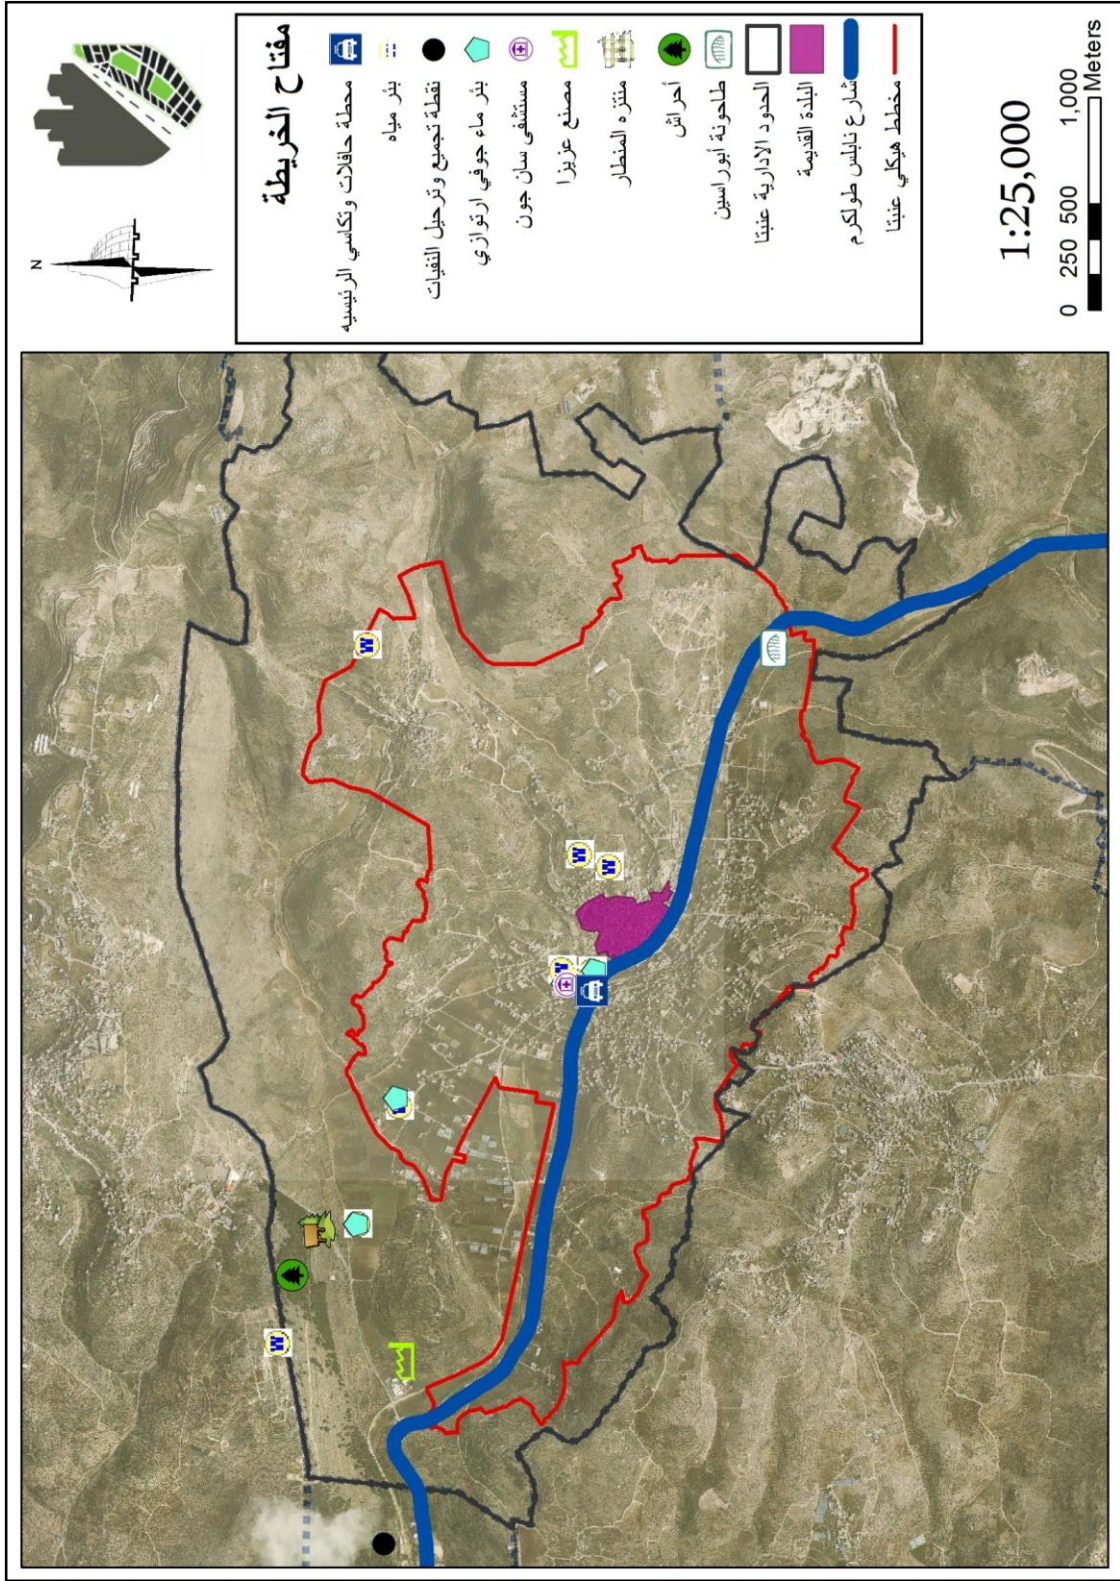 N
مفتاح الخريطة
محطة حافلات وتكاسي الرئيسيه
بئر مياه
نقطة تجميع وترحيل النفيات
بئر ماء جوفي ارتوازي
مستشفى سان جون
مصنع عزيزا
منتزه المنطار
أحراش
طاحونة أبوراسين
الحدود الادارية عنبتا
البلدة القديمة
شارع نابلس طولكرم
مخطط هيكلي عنبتا
1:25,000
0 250 500 1,000
Meters
W
W
W
W
W